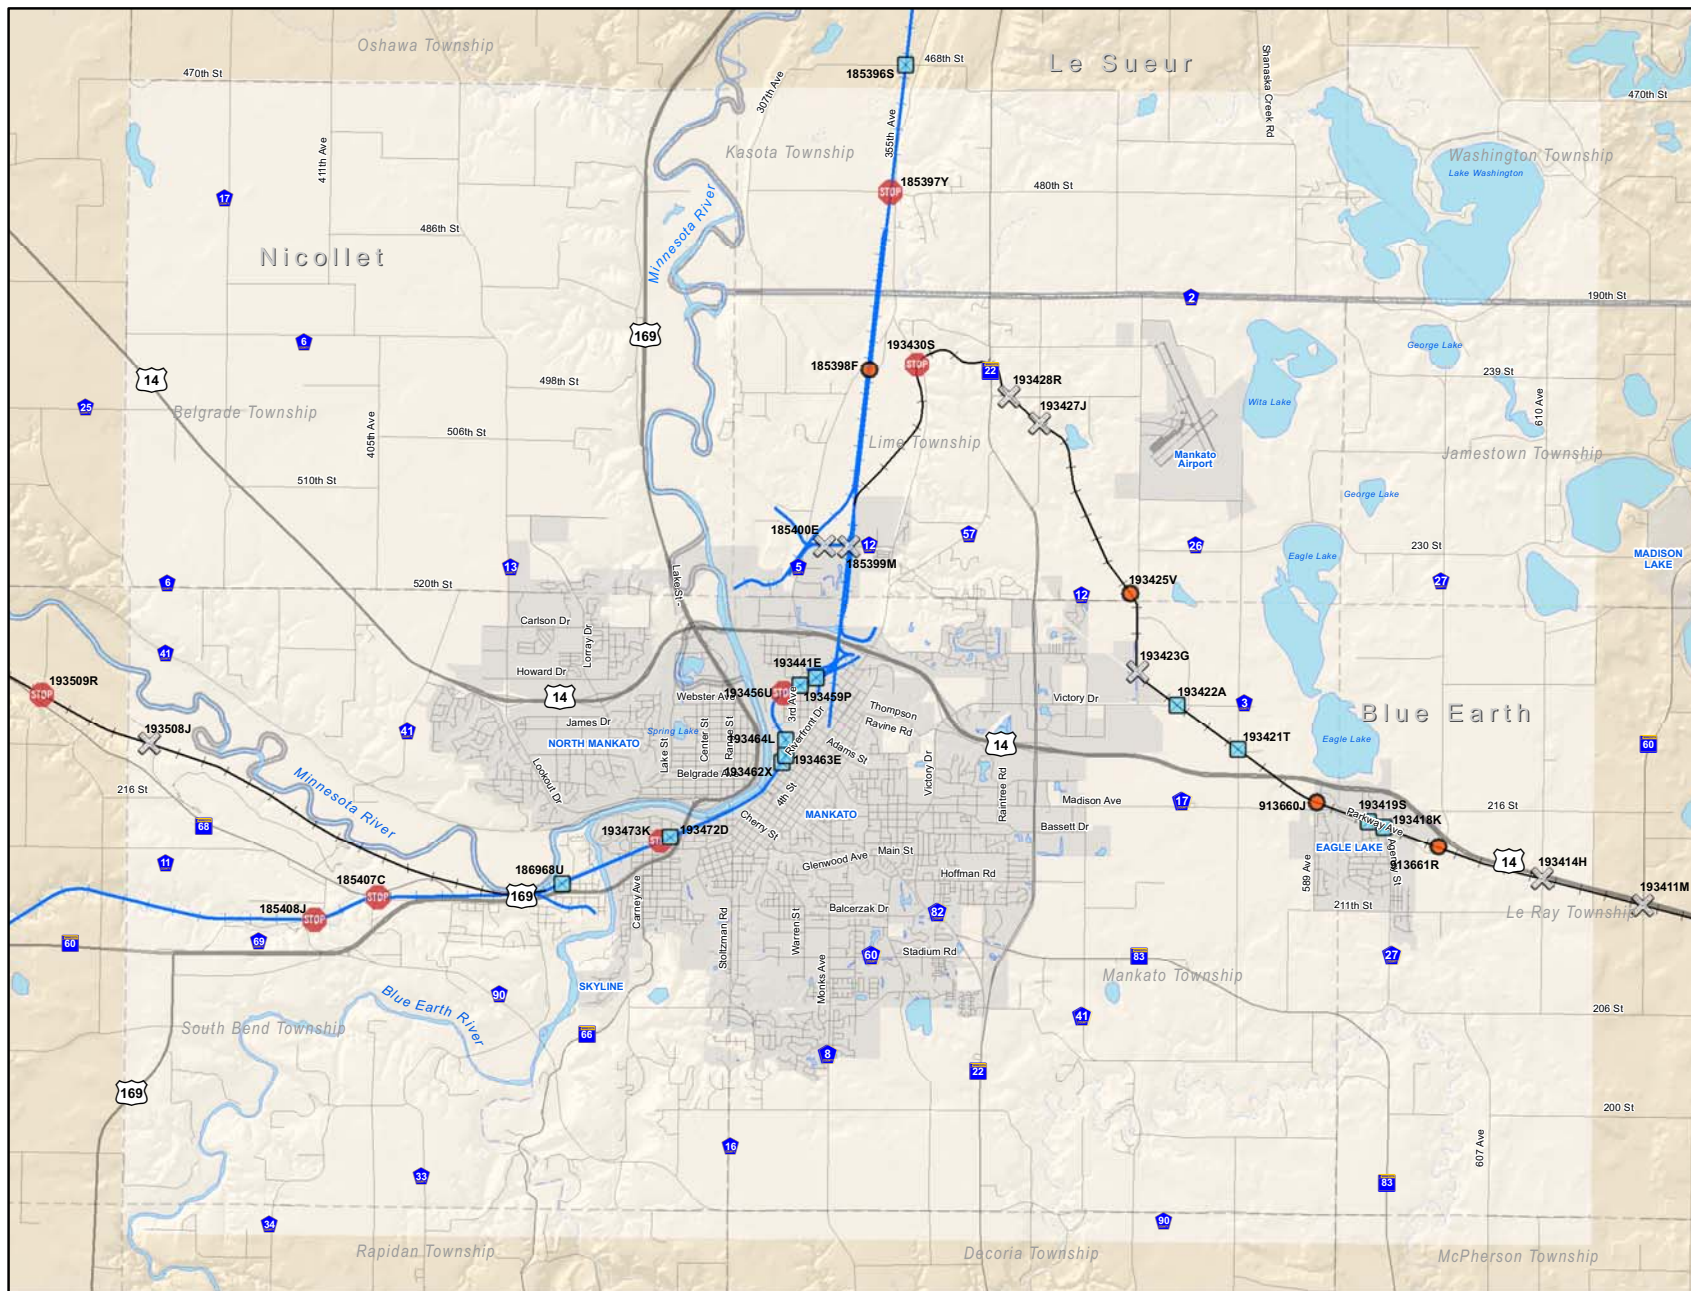 Oshawa Township
470th St
307th Ave
185396S
468th St
Le Sueur
Shanaska Creek Rd
470th St
411th Ave
Kasota Township
355th Ave
Washington Township
Lake Washington
17
STOP
185397Y
480th St
486th St
Minnesota River
Nicollet
2
190th St
169
6
193430S
George Lake
14
185398F
STOP
22
193428R
239 St
498th St
25
Belgrade Township
405th Ave
193427J
Wita Lake
610 Ave
506th St
Lime Township
Mankato
Airport
Jamestown Township
510th St
George Lake
185400E
12
57
26
230 St
MADISON
LAKE
Eagle Lake
185399M
13
5
6
520th St
Lake St
193425V
12
27
Carlson Dr
Lorray Dr
41
Howard Dr
193441E
193423G
193509R
STOP
14
Webster Ave
193456U
STOP
193459P
3rd Ave
Victory Dr
193422A
3
Blue Earth
193508J
41
James Dr
Spring Lake
Center St
Range St
Riverfront Dr
Thompson
Ravine Rd
NORTH MANKATO
193464L
Adams St
14
193421T
Eagle Lake
60
Lookout Dr
Lake St
Belgrade Ave
193462X
193463E
Victory Dr
Raintree Rd
Minnesota River
216 St
4th St
MANKATO
Madison Ave
17
913660J
193419S
216 St
68
Cherry St
Bassett Dr
Parkway Ave
193418K
193473K
STOP
193472D
EAGLE LAKE
Agency St
11
Glenwood Ave
Main St
913661R
14
193414H
186968U
Hoffman Rd
589 Ave
185407C
STOP
169
Carney Ave
193411M
185408J
STOP
Balcerzak Dr
82
211th St
Le Ray Township
60
69
Stoltzman Rd
Warren St
60
Stadium Rd
83
27
Mankato Township
SKYLINE
Monks Ave
90
Blue Earth River
41
206 St
South Bend Township
66
8
22
169
200 St
16
607 Ave
33
83
34
90
Rapidan Township
Decoria Township
McPherson Township